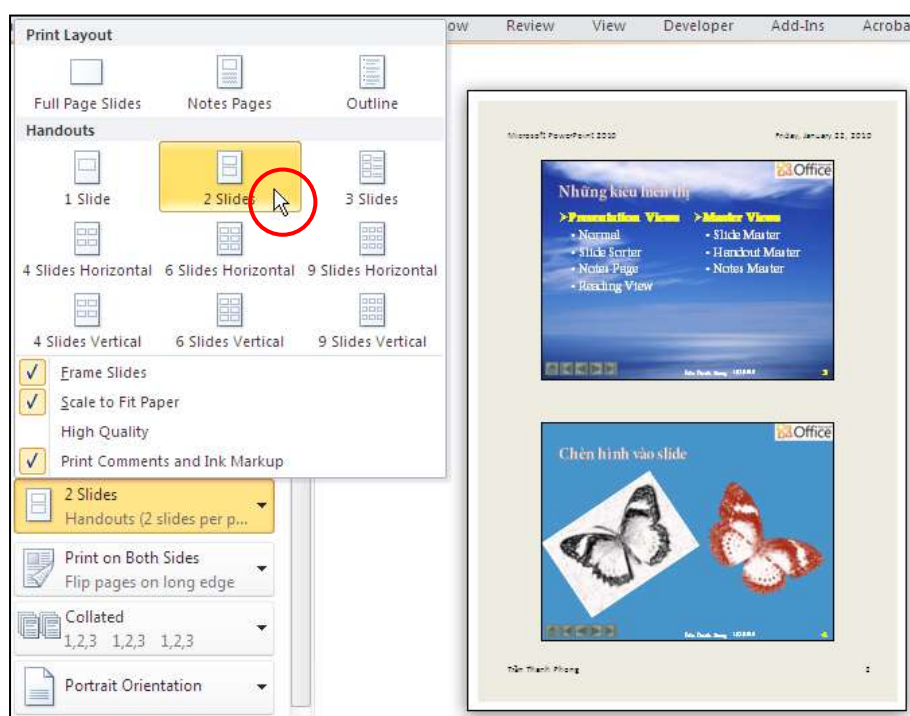 ow Review View Developer Add-Ins Acroba
Print Layout
Full Page Slides Notes Pages Outline
Handouts
1 Slide 2 Slides 3 Slides
4 Slides Horizontal 6 Slides Horizontal 9 Slides Horizontal
4 Slides Vertical 6 Slides Vertical 9 Slides Vertical
Frame Slides
Scale to Fit Paper
High Quality
Print Comments and Ink Markup
2 Slides
Handouts (2 slides per p...
Print on Both Sides
Flip pages on long edge
Collated
1,2,3 1,2,3 1,2,3
Portrait Orientation
Microsoft PowerPoint 2010 Friday, January 22, 2010
Office
Những kiểu hiển thị
➢Presentation Views ➢Master Views
• Normal • Slide Master
• Slide Sorter • Handout Master
• Notes Page • Notes Master
• Reading View
3
Office
Chèn hình vào slide
4
Trần Thanh Phong 2